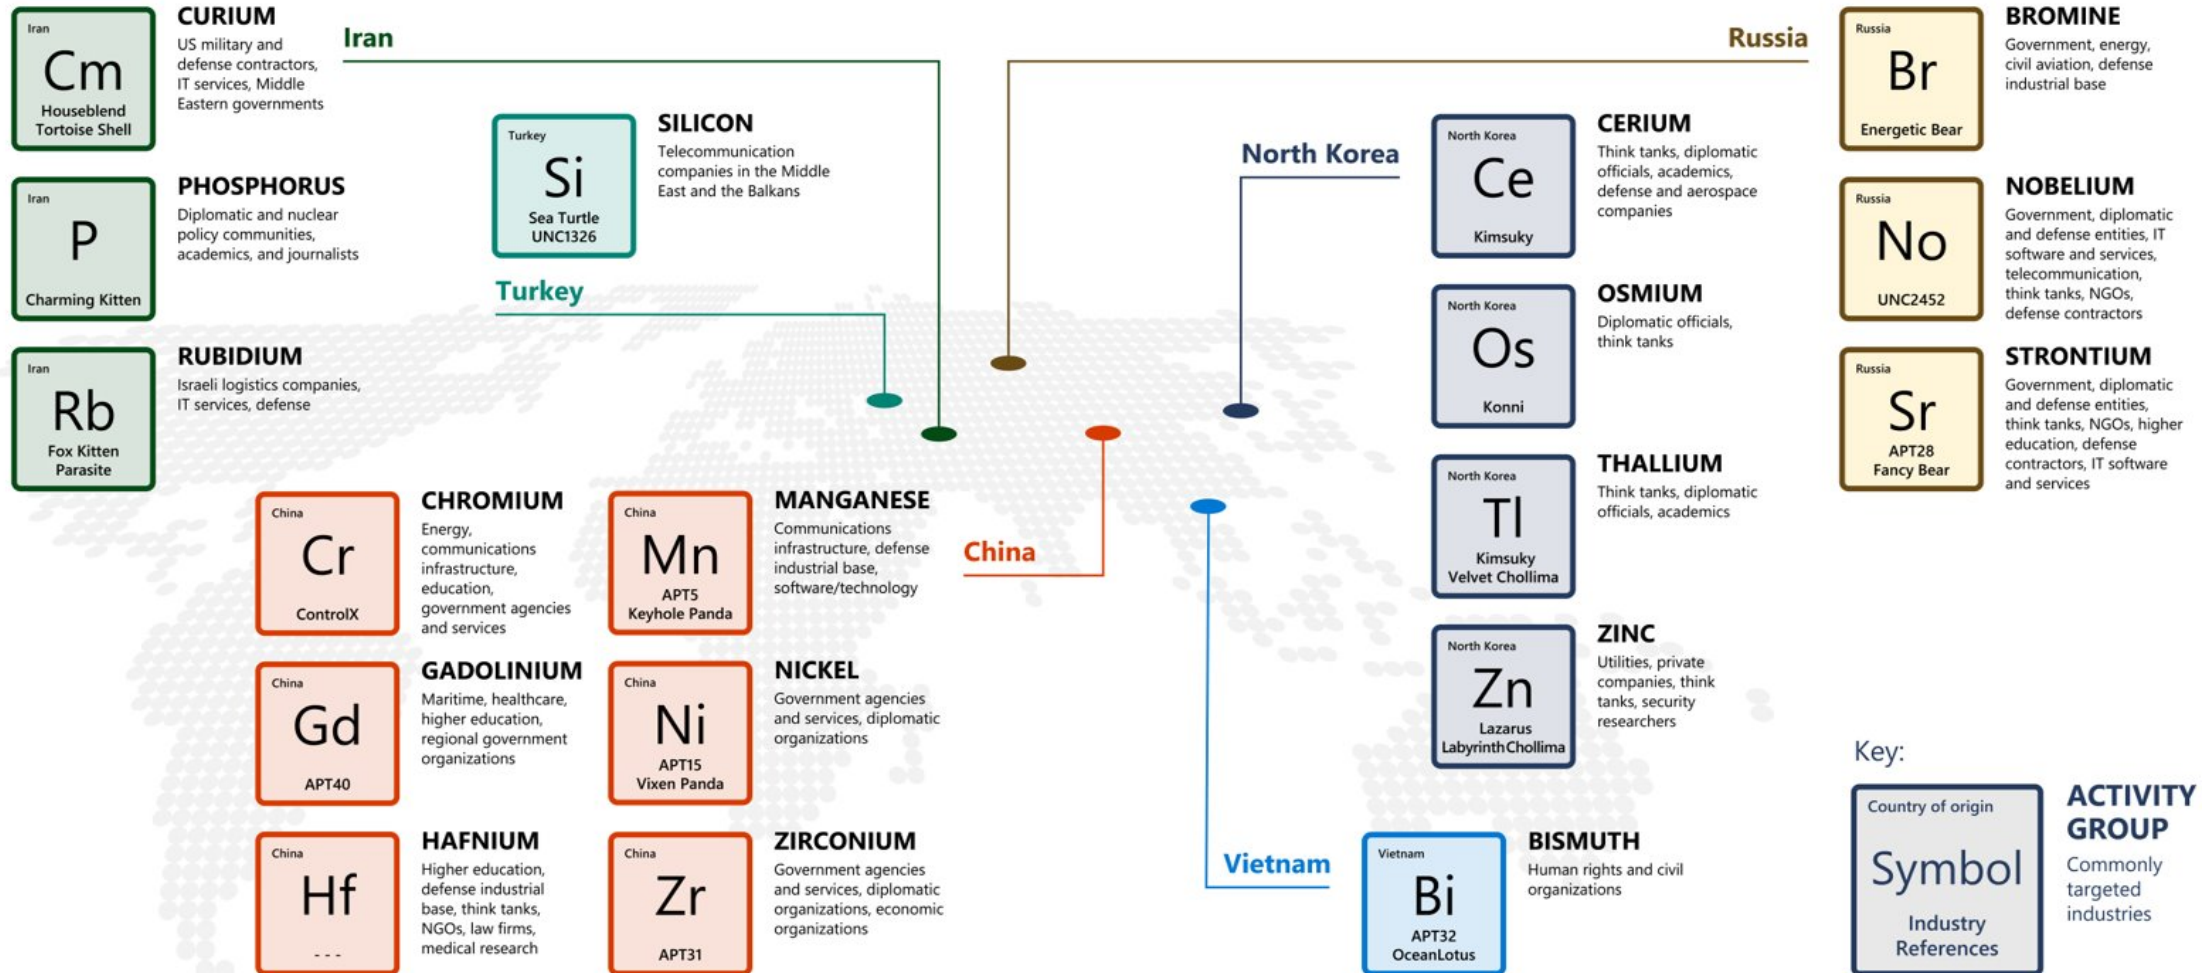 Iran
Cm
Houseblend
Tortoise Shell
CURIUM
US military and
defense contractors,
IT services, Middle
Eastern governments
Iran
P
Charming Kitten
PHOSPHORUS
Diplomatic and nuclear
policy communities,
academics, and journalists
Iran
Rb
Fox Kitten
Parasite
RUBIDIUM
Israeli logistics companies,
IT services, defense
Iran
Turkey
Si
Sea Turtle
UNC1326
SILICON
Telecommunication
companies in the Middle
East and the Balkans
Turkey
China
Cr
ControlX
CHROMIUM
Energy,
communications
infrastructure,
education,
government agencies
and services
China
Gd
APT40
GADOLINIUM
Maritime, healthcare,
higher education,
regional government
organizations
China
Hf
- - -
HAFNIUM
Higher education,
defense industrial
base, think tanks,
NGOs, law firms,
medical research
China
Mn
APT5
Keyhole Panda
MANGANESE
Communications
infrastructure, defense
industrial base,
software/technology
China
Ni
APT15
Vixen Panda
NICKEL
Government agencies
and services, diplomatic
organizations
China
Zr
APT31
ZIRCONIUM
Government agencies
and services, diplomatic
organizations, economic
organizations
China
North Korea
North Korea
Ce
Kimsuky
CERIUM
Think tanks, diplomatic
officials, academics,
defense and aerospace
companies
North Korea
Os
Konni
OSMIUM
Diplomatic officials,
think tanks
North Korea
Tl
Kimsuky
Velvet Chollima
THALLIUM
Think tanks, diplomatic
officials, academics
North Korea
Zn
Lazarus
Labyrinth Chollima
ZINC
Utilities, private
companies, think
tanks, security
researchers
Vietnam
Vietnam
Bi
APT32
OceanLotus
BISMUTH
Human rights and civil
organizations
Russia
Russia
Br
Energetic Bear
BROMINE
Government, energy,
civil aviation, defense
industrial base
Russia
No
UNC2452
NOBELIUM
Government, diplomatic
and defense entities, IT
software and services,
telecommunication,
think tanks, NGOs,
defense contractors
Russia
Sr
APT28
Fancy Bear
STRONTIUM
Government, diplomatic
and defense entities,
think tanks, NGOs, higher
education, defense
contractors, IT software
and services
Key:
Country of origin
Symbol
Industry
References
ACTIVITY
GROUP
Commonly
targeted
industries